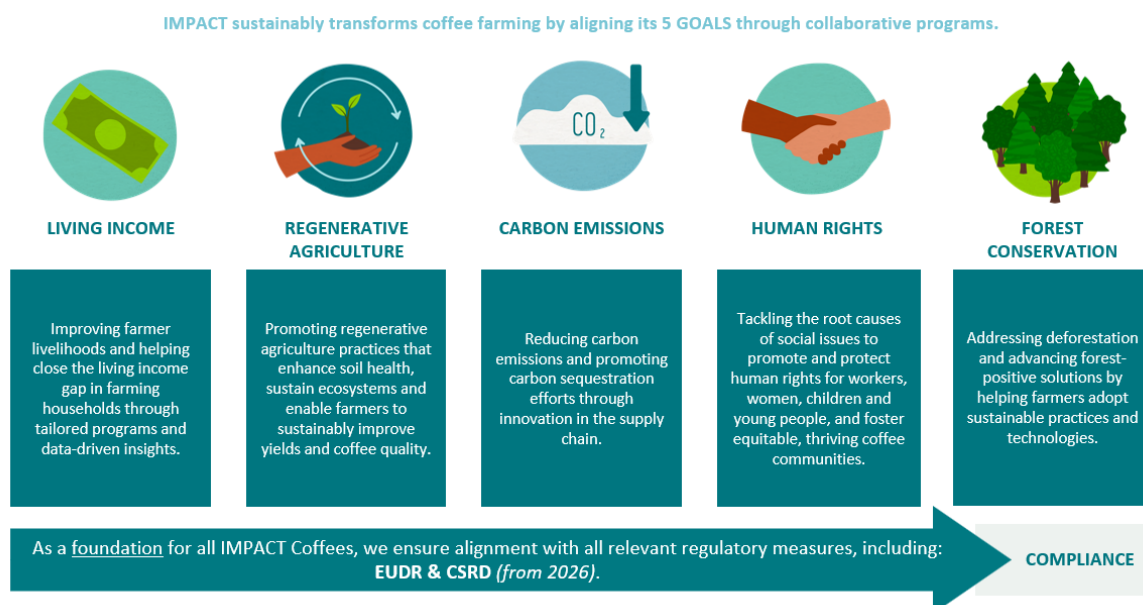 IMPACT sustainably transforms coffee farming by aligning its 5 GOALS through collaborative programs.
CO₂
LIVING INCOME
Improving farmer
livelihoods and helping
close the living income
gap in farming
households through
tailored programs and
data-driven insights.
REGENERATIVE
AGRICULTURE
Promoting regenerative
agriculture practices that
enhance soil health,
sustain ecosystems and
enable farmers to
sustainably improve
yields and coffee quality.
CARBON EMISSIONS
Reducing carbon
emissions and promoting
carbon sequestration
efforts through
innovation in the supply
chain.
HUMAN RIGHTS
Tackling the root causes
of social issues to
promote and protect
human rights for workers,
women, children and
young people, and foster
equitable, thriving coffee
communities.
FOREST
CONSERVATION
Addressing deforestation
and advancing forest-
positive solutions by
helping farmers adopt
sustainable practices and
technologies.
As a foundation for all IMPACT Coffees, we ensure alignment with all relevant regulatory measures, including:
EUDR & CSRD (from 2026).
COMPLIANCE